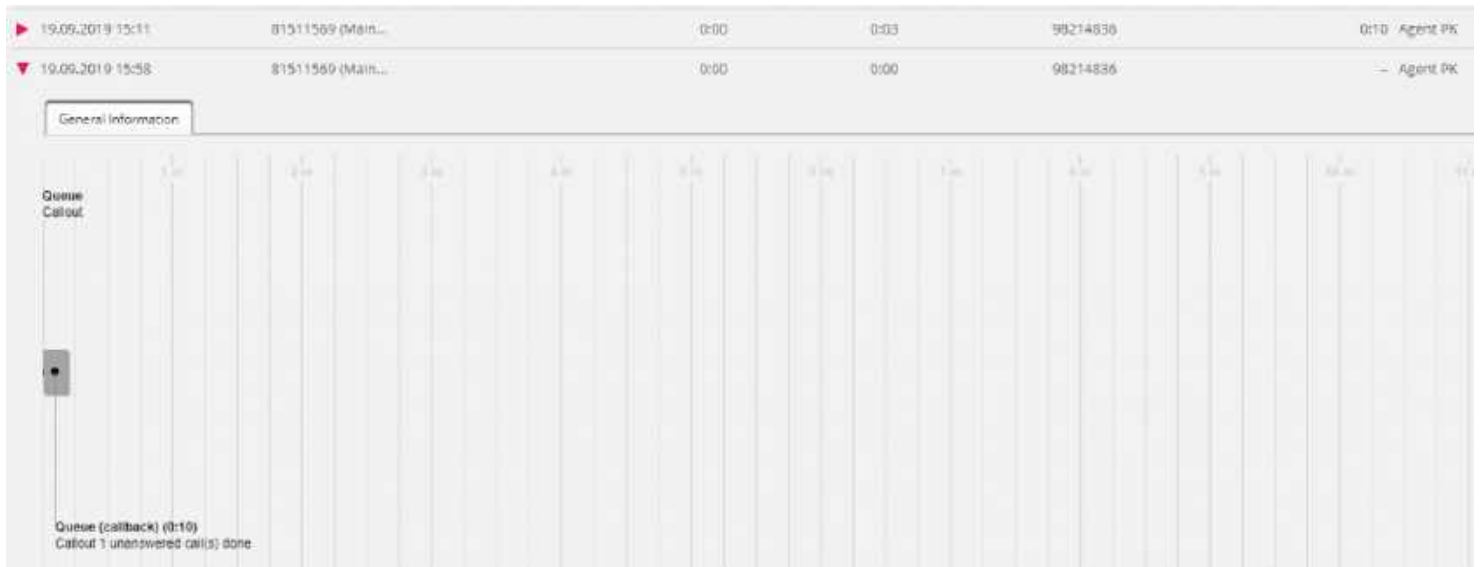 19.09.2019 15:11 81511569 (Main... 0:00 0:03 98214836 0:10 Agent PK
19.09.2019 15:58 81511569 (Main... 0:00 0:00 98214836 – Agent PK
General Information
Queue
Callout
Queue (callback) (0:10)
Callout 1 unanswered call(s) done